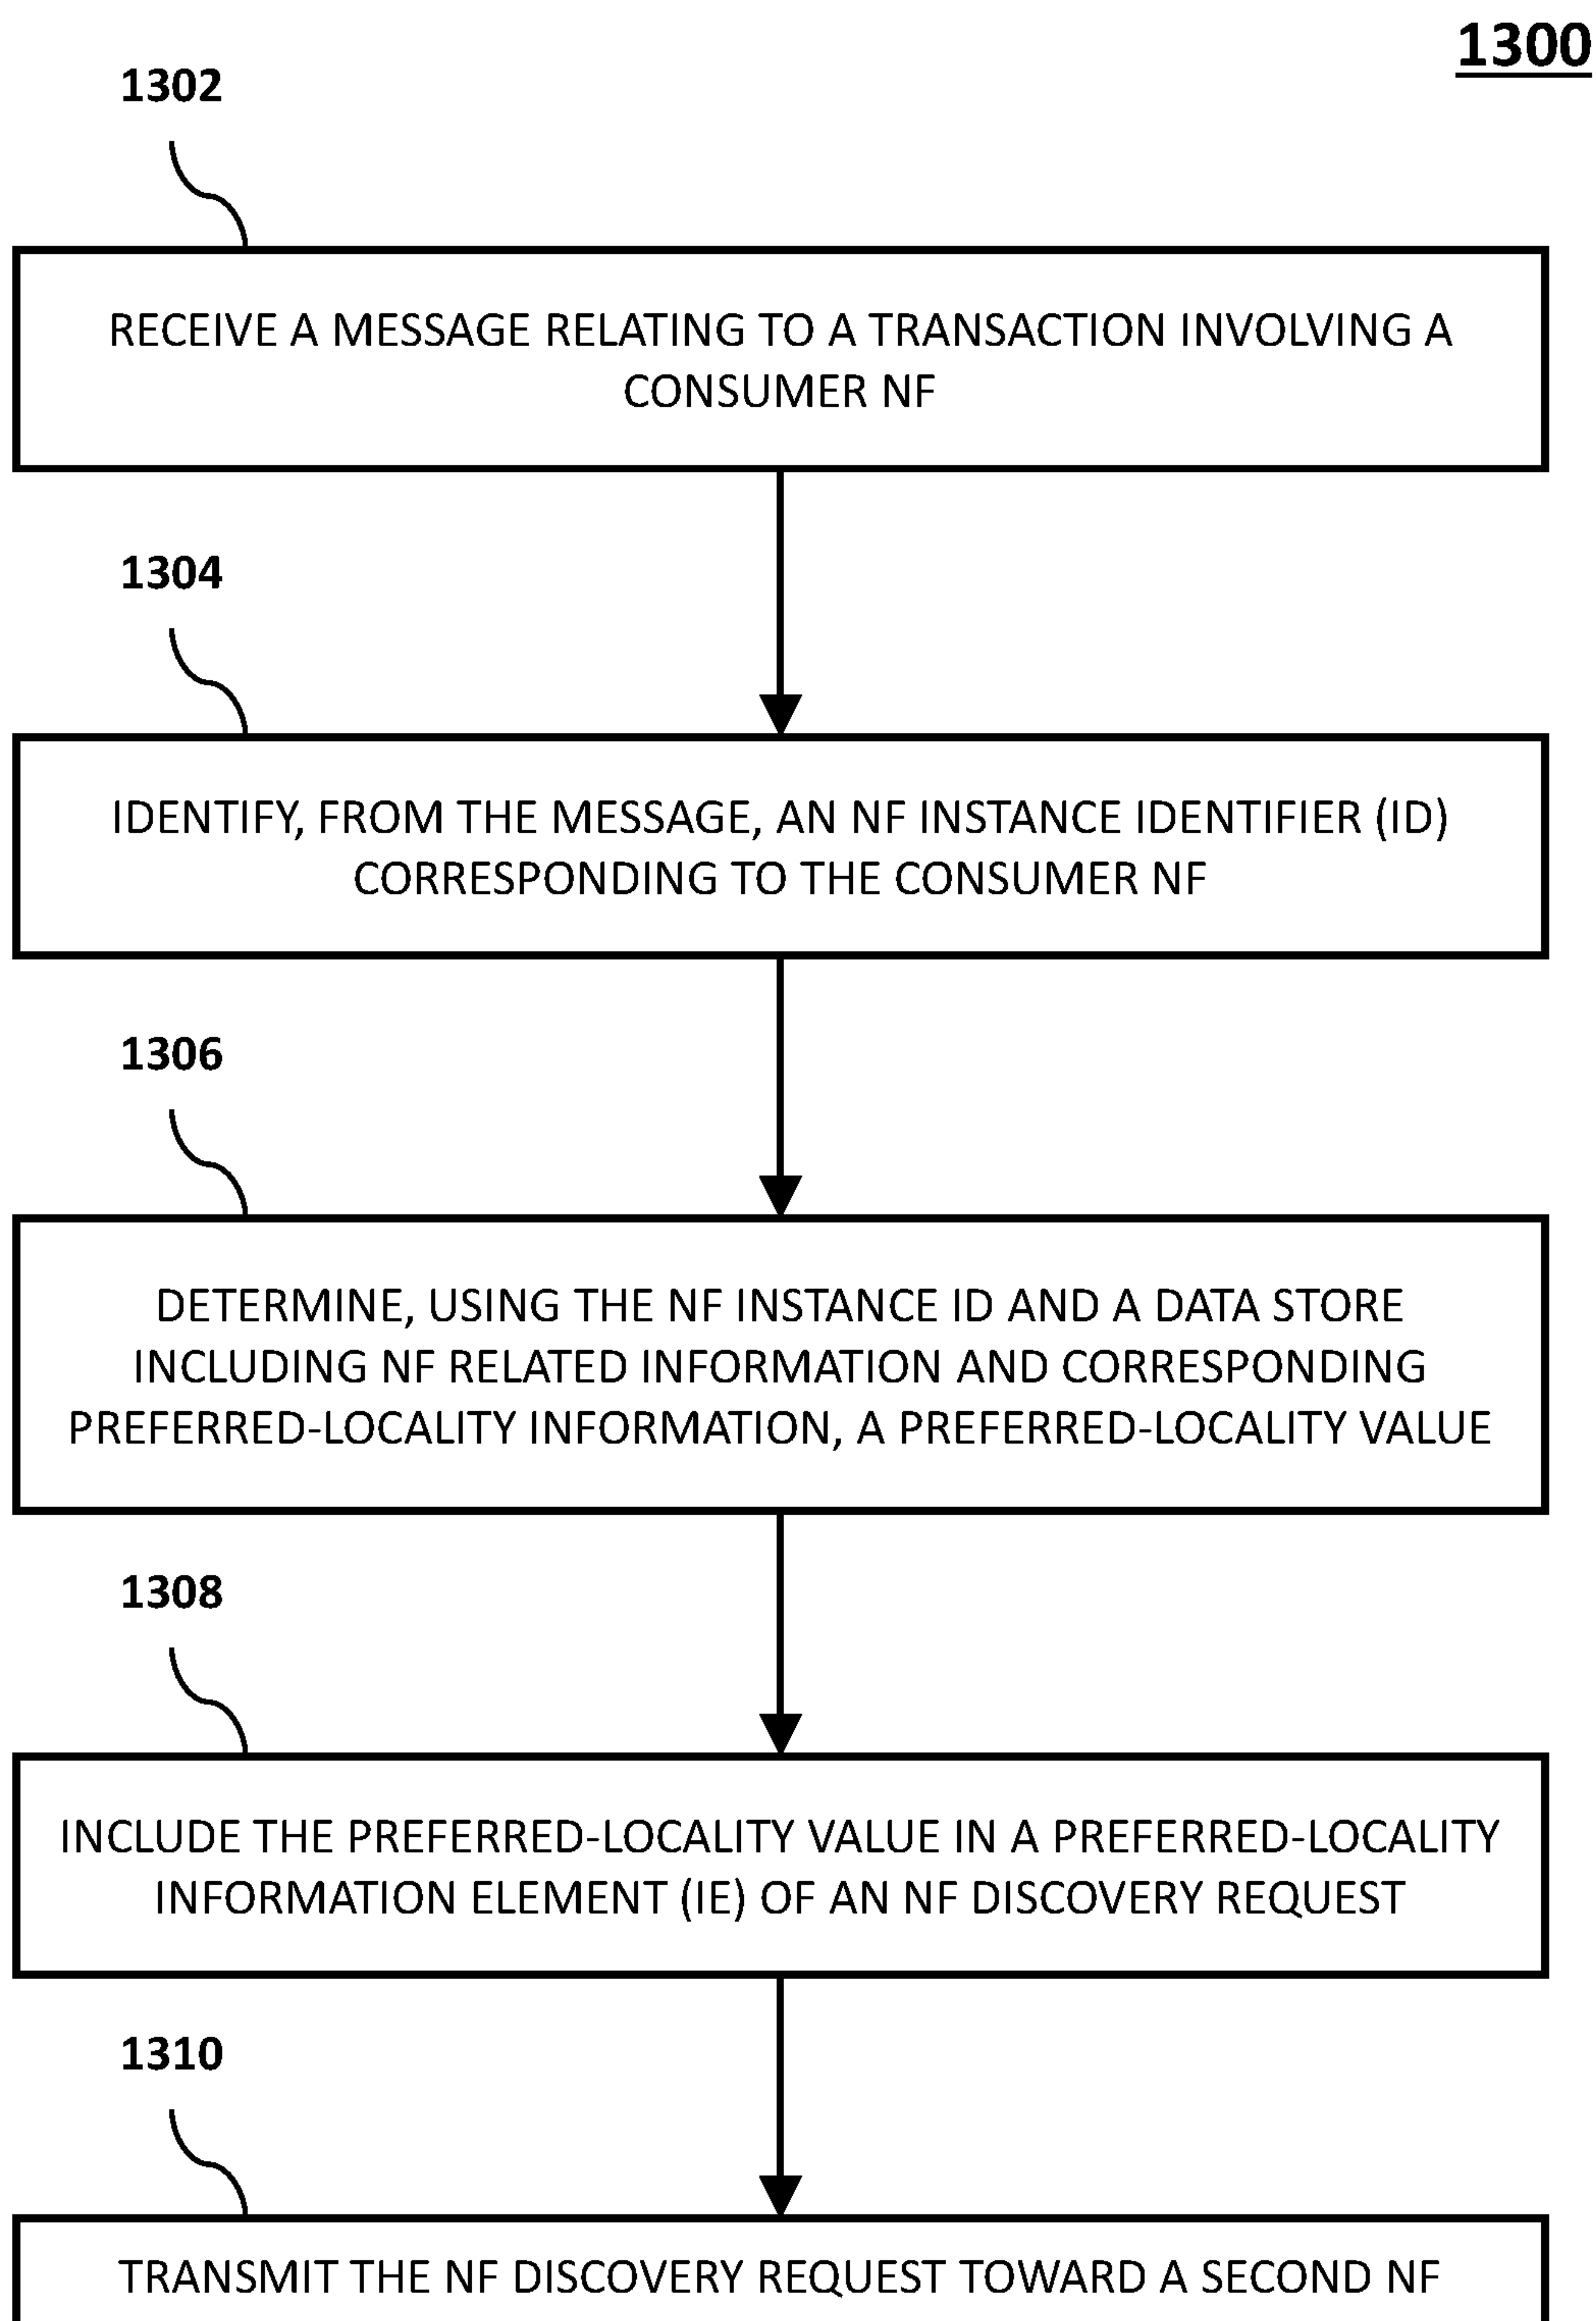 1300
1302
RECEIVE A MESSAGE RELATING TO A TRANSACTION INVOLVING A
CONSUMER NF
1304
IDENTIFY, FROM THE MESSAGE, AN NF INSTANCE IDENTIFIER (ID)
CORRESPONDING TO THE CONSUMER NF
1306
DETERMINE, USING THE NF INSTANCE ID AND A DATA STORE
INCLUDING NF RELATED INFORMATION AND CORRESPONDING
PREFERRED-LOCALITY INFORMATION, A PREFERRED-LOCALITY VALUE
1308
INCLUDE THE PREFERRED-LOCALITY VALUE IN A PREFERRED-LOCALITY
INFORMATION ELEMENT (IE) OF AN NF DISCOVERY REQUEST
1310
TRANSMIT THE NF DISCOVERY REQUEST TOWARD A SECOND NF